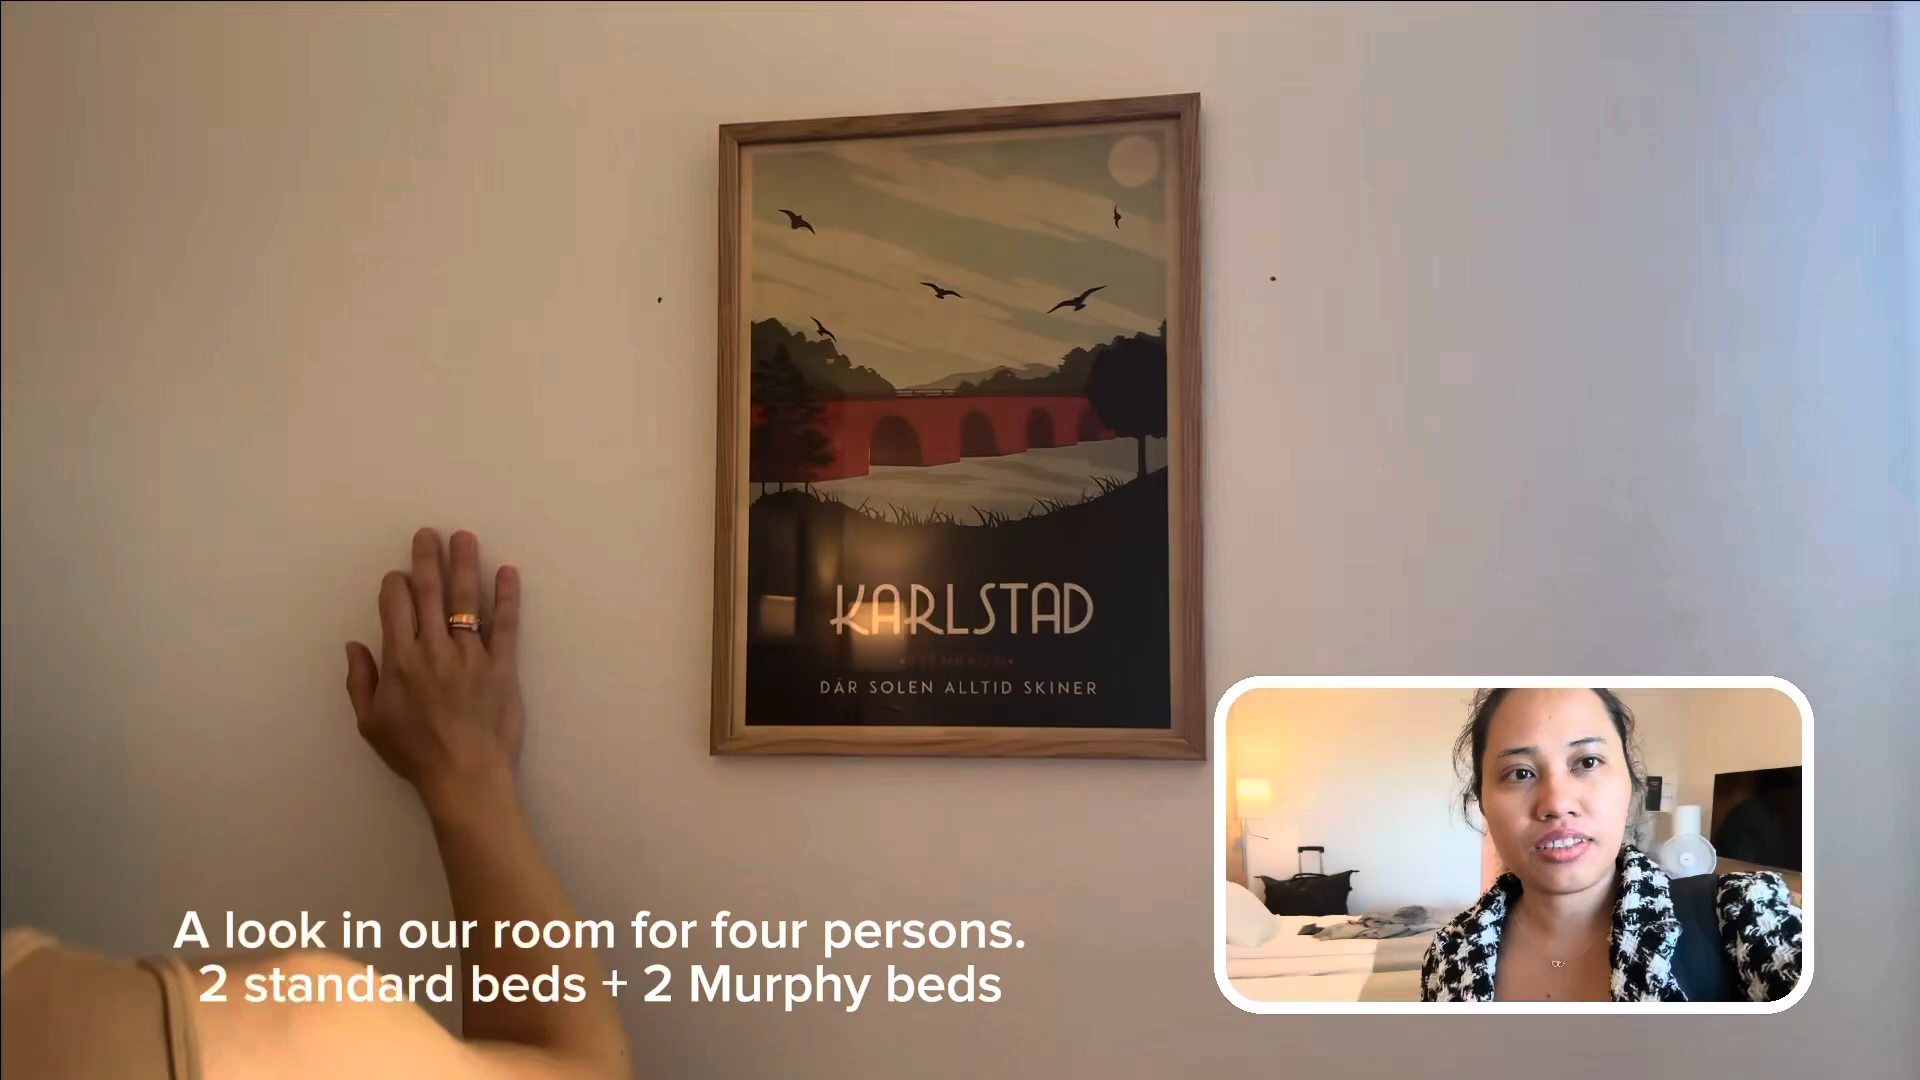 KARLSTAD
DÄR SOLEN ALLTID SKINER
A look in our room for four persons.
2 standard beds + 2 Murphy beds